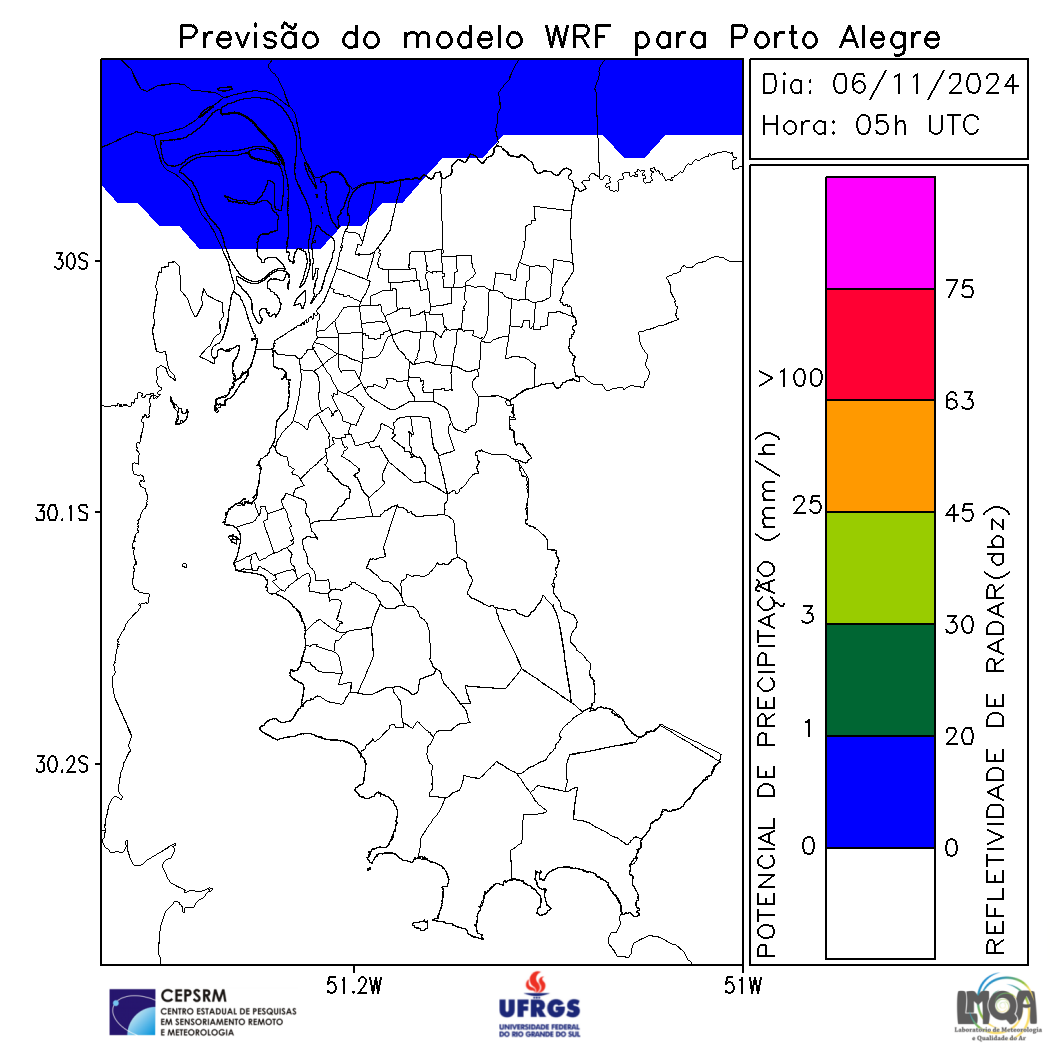 Previsão do modelo WRF para Porto Alegre
Dia: 06/11/2024
Hora: 05h UTC
30S
30.1S
30.2S
51.2W
51W
POTENCIAL DE PRECIPITAÇÃO (mm/h)
>100
25
3
1
0
75
63
45
30
20
0
REFLETIVIDADE DE RADAR(dbz)
CEPSRM
CENTRO ESTADUAL DE PESQUISAS
EM SENSORIAMENTO REMOTO
E METEOROLOGIA
UFRGS
UNIVERSIDADE FEDERAL
DO RIO GRANDE DO SUL
LMQA
Laboratório de Meteorologia
e Qualidade do Ar